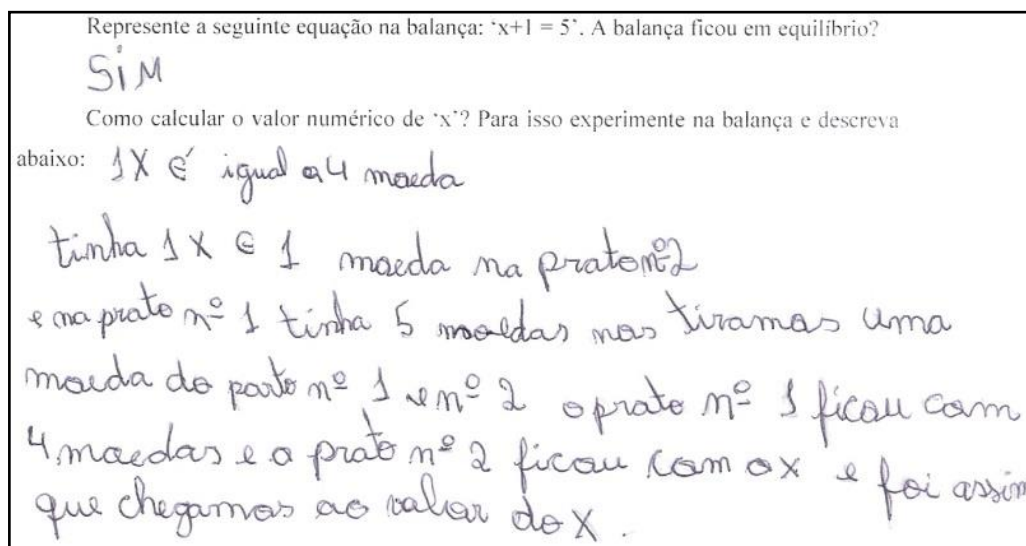 Represente a seguinte equação na balança: ‘x+1 = 5’. A balança ficou em equilíbrio?
SiM
Como calcular o valor numérico de ‘x’? Para isso experimente na balança e descreva
abaixo: 1X é igual a 4 moeda
tinha 1 X e 1 moeda na prato nº2
e na prato nº 1 tinha 5 moeldas nos tiramos uma
moeda do parto nº 1 e nº 2 o prato nº 1 ficou com
4 moedas e o prato nº 2 ficou com o x e foi assim
que chegamos ao valor do X.